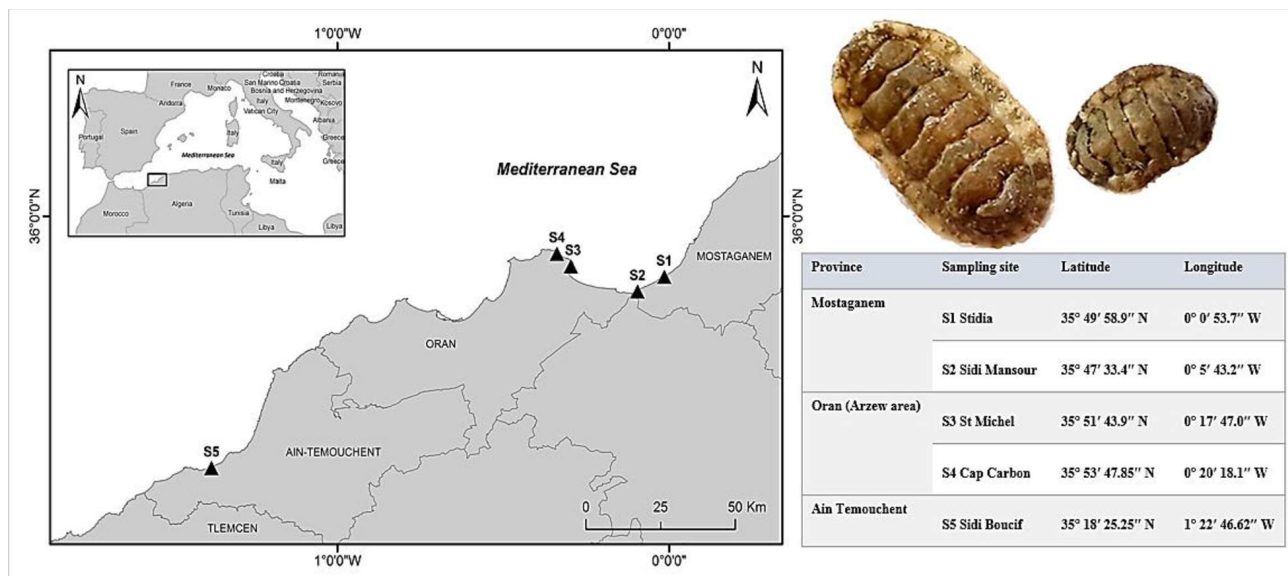 1°0'0"W
0°0'0"
36°0'0"N
36°0'0"N
1°0'0"W
0°0'0"
N
France
Monaco
Croatia
San Marino Croatia
Bosnia and Herzegovina
Romania
Serbia
Andorra
Italy
Vatican City
Montenegro
Kosovo
Albania
Portugal
Spain
Italy
Greece
Mediterranean Sea
Italy
Greece
Malta
Morocco
Algeria
Tunisia
Libya
Libya
N
Mediterranean Sea
S4
S3
S2
S1
MOSTAGANEM
ORAN
S5
AIN-TEMOUCHENT
TLEMCEN
0 25 50 Km
Province Sampling site Latitude Longitude
Mostaganem
S1 Stidia 35° 49′ 58.9″ N 0° 0′ 53.7″ W
S2 Sidi Mansour 35° 47′ 33.4″ N 0° 5′ 43.2″ W
Oran (Arzew area)
S3 St Michel 35° 51′ 43.9″ N 0° 17′ 47.0″ W
S4 Cap Carbon 35° 53′ 47.85″ N 0° 20′ 18.1″ W
Ain Temouchent
S5 Sidi Boucif 35° 18′ 25.25″ N 1° 22′ 46.62″ W